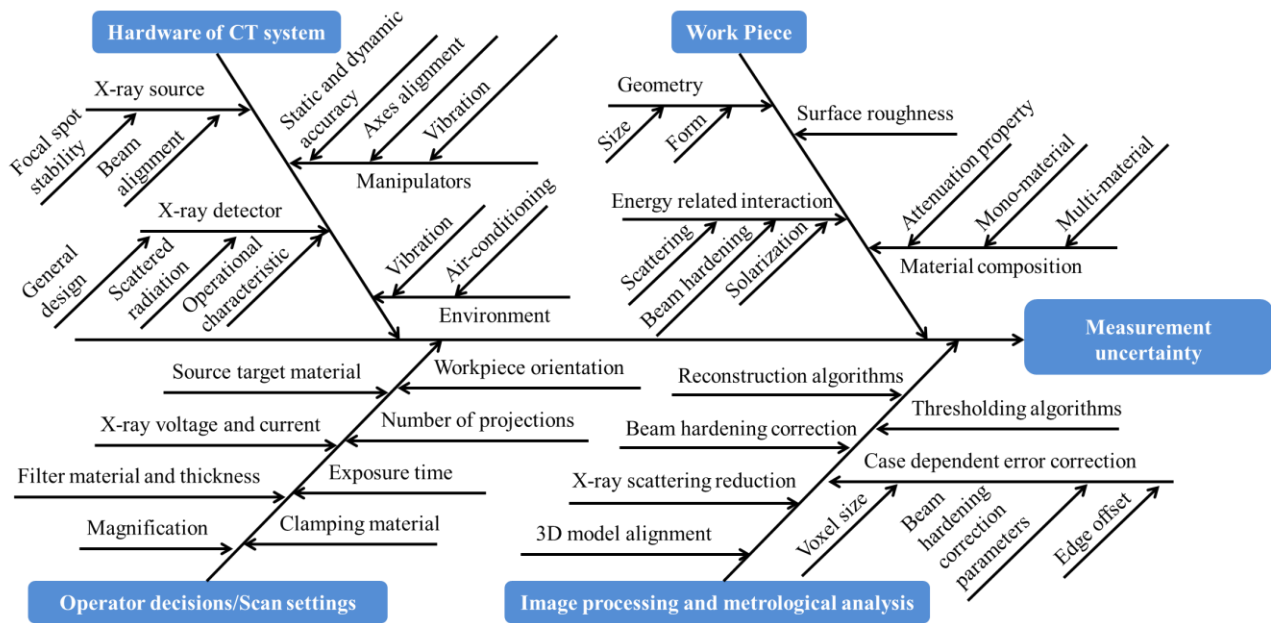 Hardware of CT system
X-ray source
Focal spot
stability
Beam
alignment
Static and dynamic
accuracy
Axes alignment
Vibration
Manipulators
X-ray detector
General
design
Scattered
radiation
Operational
characteristic
Vibration
Air-conditioning
Environment
Work Piece
Geometry
Size
Form
Surface roughness
Energy related interaction
Scattering
Beam hardening
Solarization
Attenuation property
Mono-material
Multi-material
Material composition
Measurement
uncertainty
Source target material
Workpiece orientation
X-ray voltage and current
Number of projections
Filter material and thickness
Exposure time
Magnification
Clamping material
Operator decisions/Scan settings
Reconstruction algorithms
Thresholding algorithms
Beam hardening correction
Case dependent error correction
X-ray scattering reduction
Voxel size
Beam
hardening
correction
parameters
Edge offset
3D model alignment
Image processing and metrological analysis